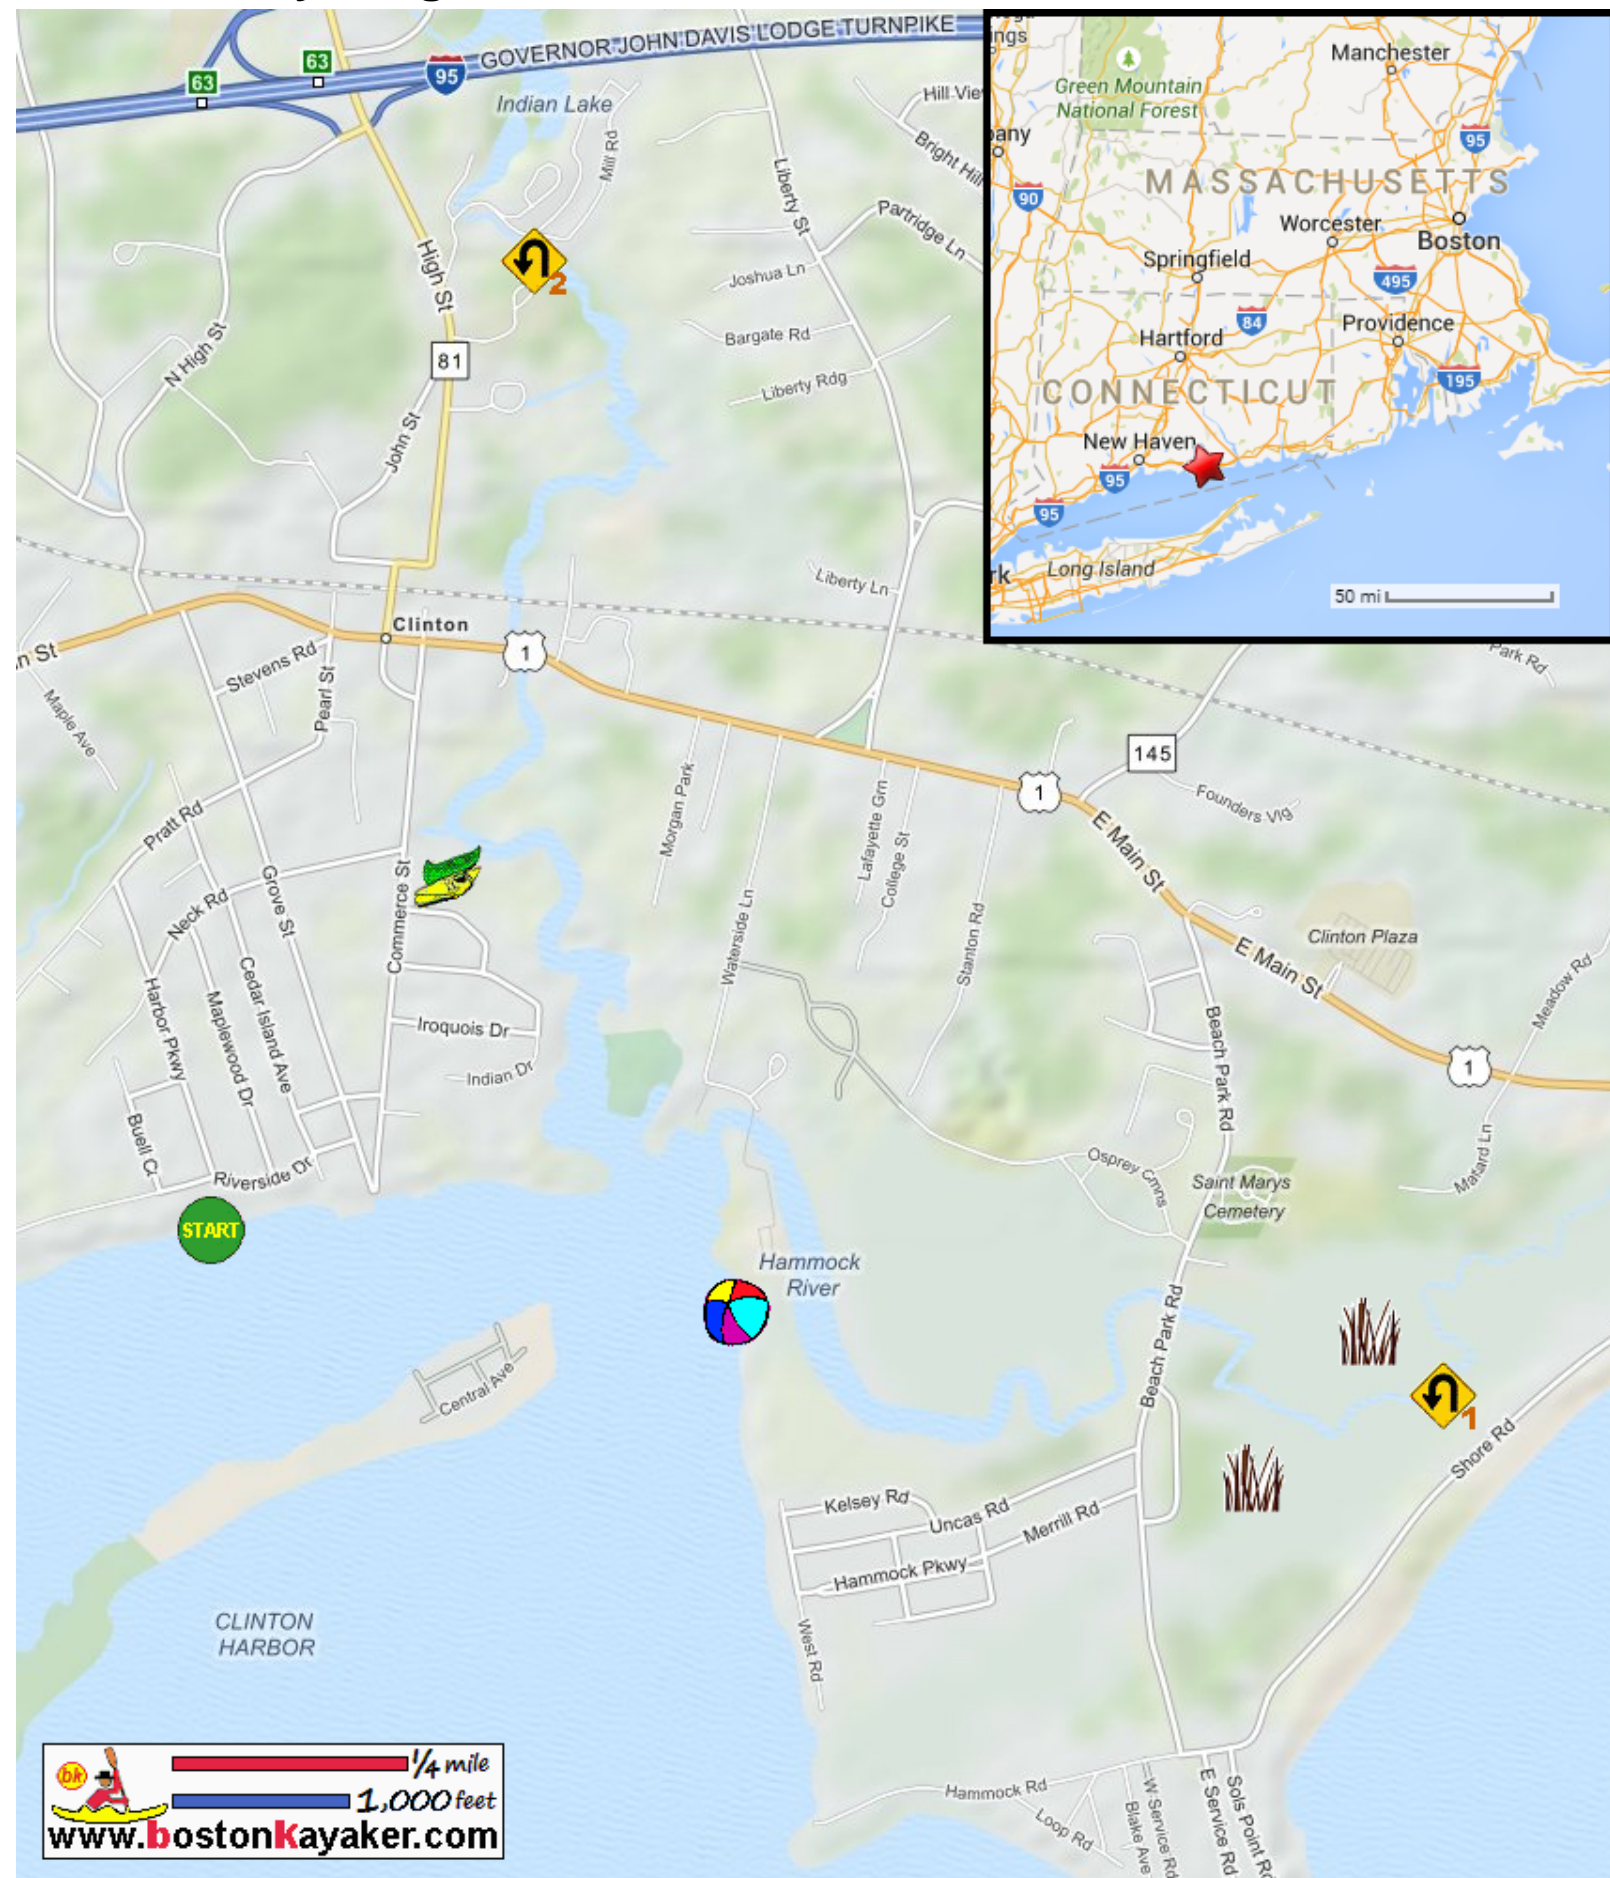 GOVERNOR JOHN DAVIS LODGE TURNPIKE
63
63
95
Indian Lake
Mill Rd
Hill Vie
Bright Hill
Liberty St
Partridge Ln
High St
2
Joshua Ln
Bargate Rd
Liberty Rdg
N High St
81
John St
Liberty Ln
Clinton
1
n St
Stevens Rd
Pearl St
Maple Ave
Park Rd
145
1
Founders Vlg
Morgan Park
Lafayette Grn
College St
E Main St
Pratt Rd
Grove St
Neck Rd
Commerce St
Waterside Ln
Stanton Rd
Clinton Plaza
E Main St
Meadow Rd
Harbor Pkwy
Maplewood Dr
Cedar Island Ave
Iroquois Dr
Indian Dr
Beach Park Rd
1
Buell Ct
Riverside Dr
Osprey Cmns
Saint Marys
Cemetery
Matard Ln
START
Hammock
River
Beach Park Rd
Central Ave
1
Shore Rd
Kelsey Rd
Uncas Rd
Merrill Rd
Hammock Pkwy
CLINTON
HARBOR
West Rd
Hammock Rd
Loop Rd
Blake Ave
W Service Rd
E Service Rd
Sols Point Rd
bk
1/4 mile
1,000 feet
www.bostonkayaker.com
ings
Manchester
Green Mountain
National Forest
95
bany
90
MASSACHUSETTS
Worcester
Boston
Springfield
495
84
Providence
Hartford
195
CONNECTICUT
New Haven
95
95
rk
Long Island
50 mi